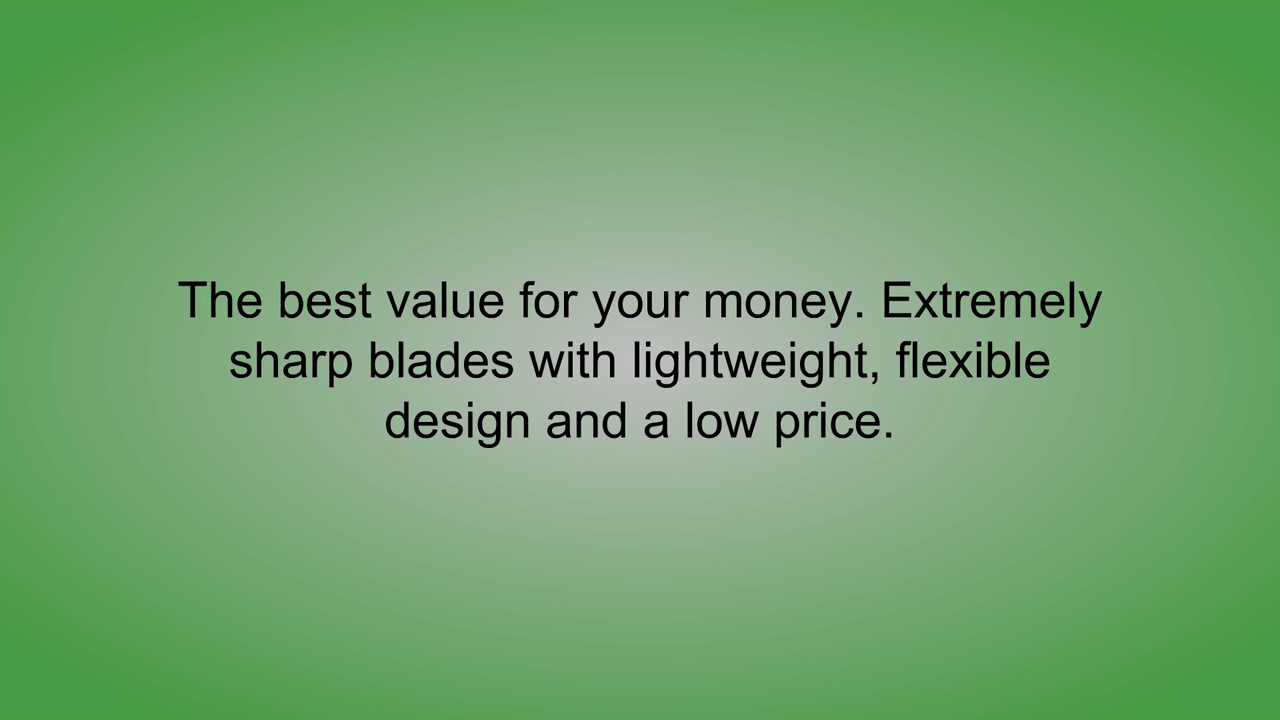 The best value for your money. Extremely
sharp blades with lightweight, flexible
design and a low price.